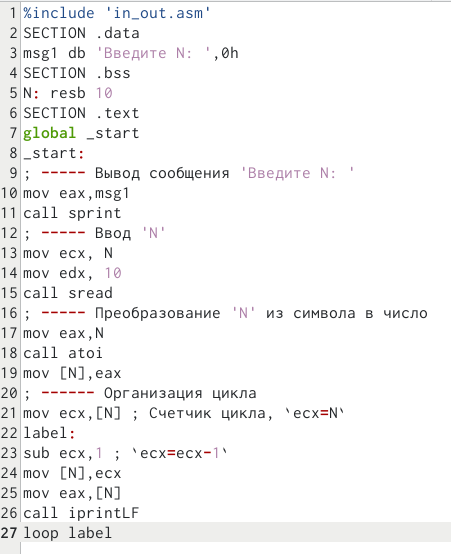 1 %include 'in_out.asm'
2 SECTION .data
3 msg1 db 'Введите N: ',0h
4 SECTION .bss
5 N: resb 10
6 SECTION .text
7 global _start
8 _start:
9 ; ----- Вывод сообщения 'Введите N: '
10 mov eax,msg1
11 call sprint
12 ; ----- Ввод 'N'
13 mov ecx, N
14 mov edx, 10
15 call sread
16 ; ----- Преобразование 'N' из символа в число
17 mov eax,N
18 call atoi
19 mov [N],eax
20 ; ------ Организация цикла
21 mov ecx,[N] ; Счетчик цикла, `ecx=N`
22 label:
23 sub ecx,1 ; `ecx=ecx-1`
24 mov [N],ecx
25 mov eax,[N]
26 call iprintLF
27 loop label